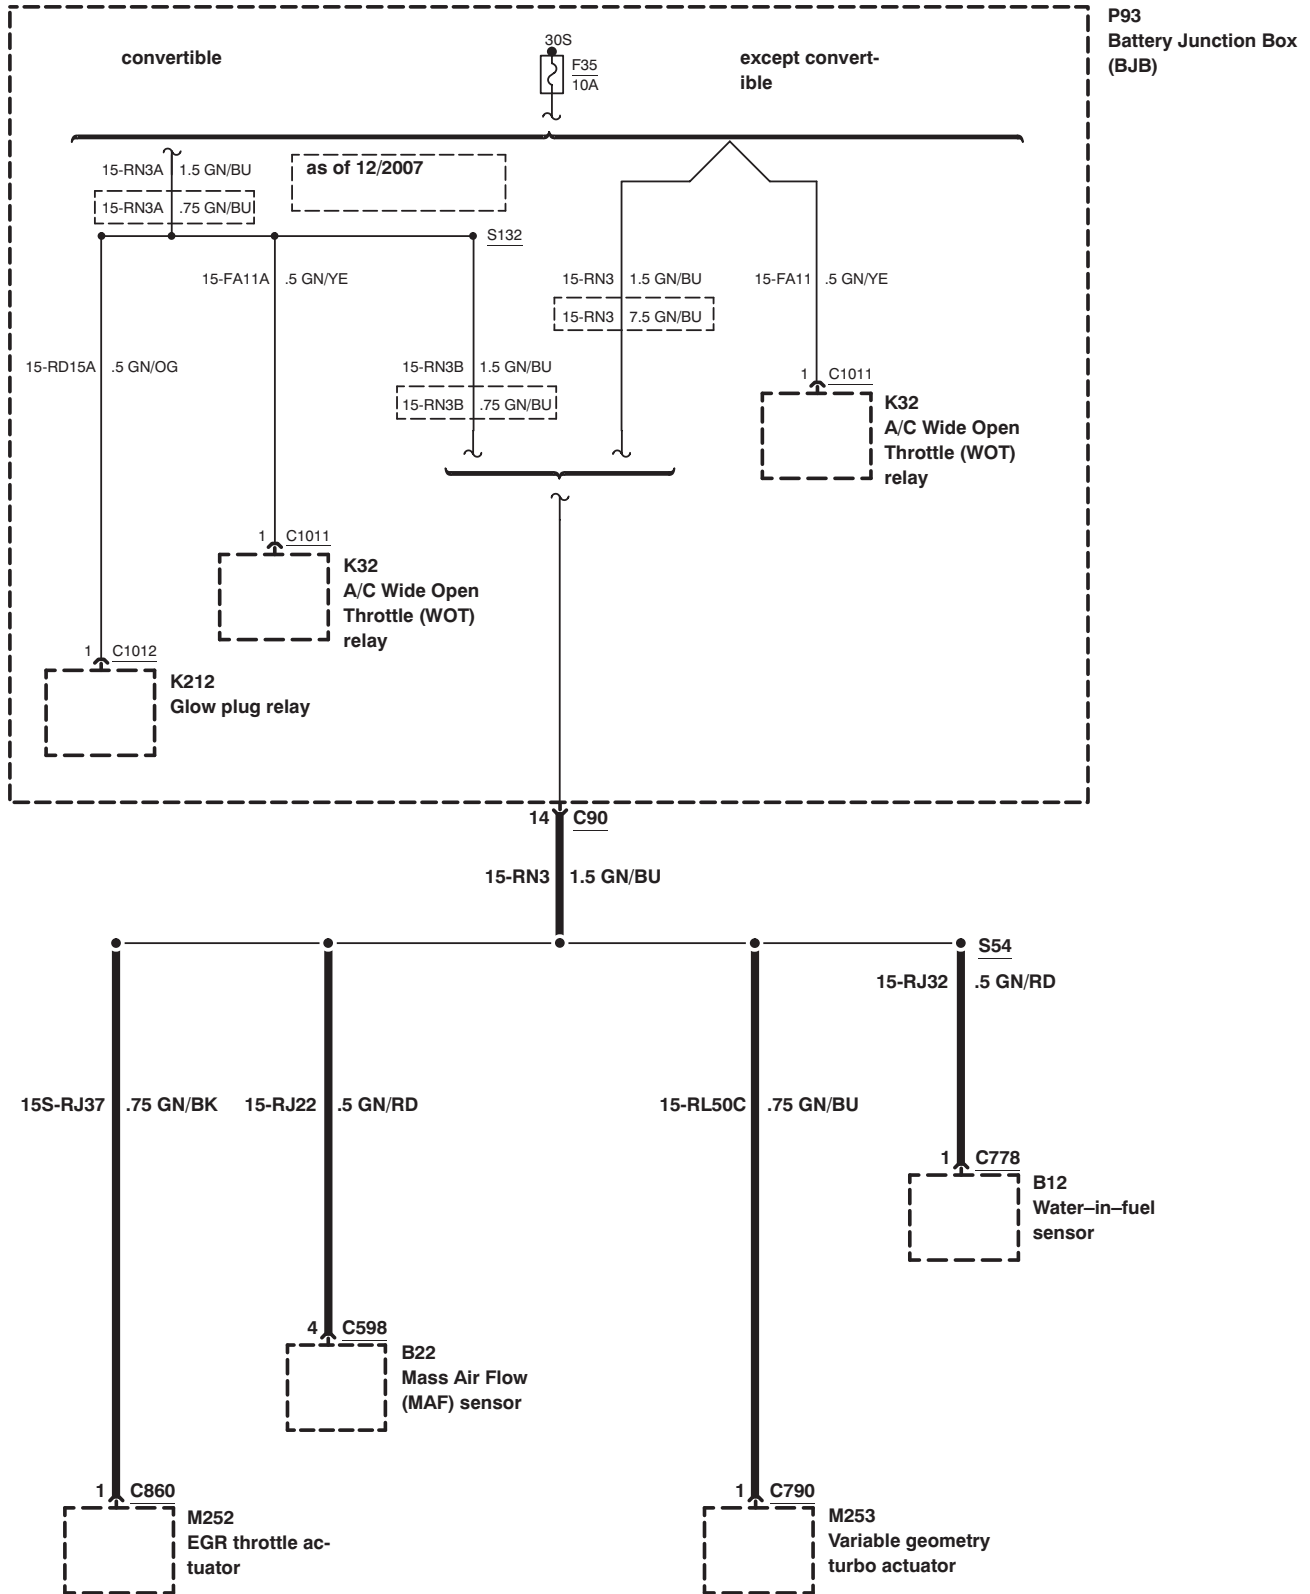 P93
Battery Junction Box
(BJB)
convertible
30S
F35
10A
except convert-
ible
15-RN3A 1.5 GN/BU
15-RN3A .75 GN/BU
as of 12/2007
S132
15-FA11A .5 GN/YE
15-RN3 1.5 GN/BU
15-RN3 7.5 GN/BU
15-FA11 .5 GN/YE
15-RD15A .5 GN/OG
15-RN3B 1.5 GN/BU
15-RN3B .75 GN/BU
1 C1011
K32
A/C Wide Open
Throttle (WOT)
relay
1 C1011
K32
A/C Wide Open
Throttle (WOT)
relay
1 C1012
K212
Glow plug relay
14 C90
15-RN3 1.5 GN/BU
S54
15-RJ32 .5 GN/RD
15S-RJ37 .75 GN/BK
15-RJ22 .5 GN/RD
15-RL50C .75 GN/BU
1 C778
B12
Water–in–fuel
sensor
4 C598
B22
Mass Air Flow
(MAF) sensor
1 C860
M252
EGR throttle ac-
tuator
1 C790
M253
Variable geometry
turbo actuator